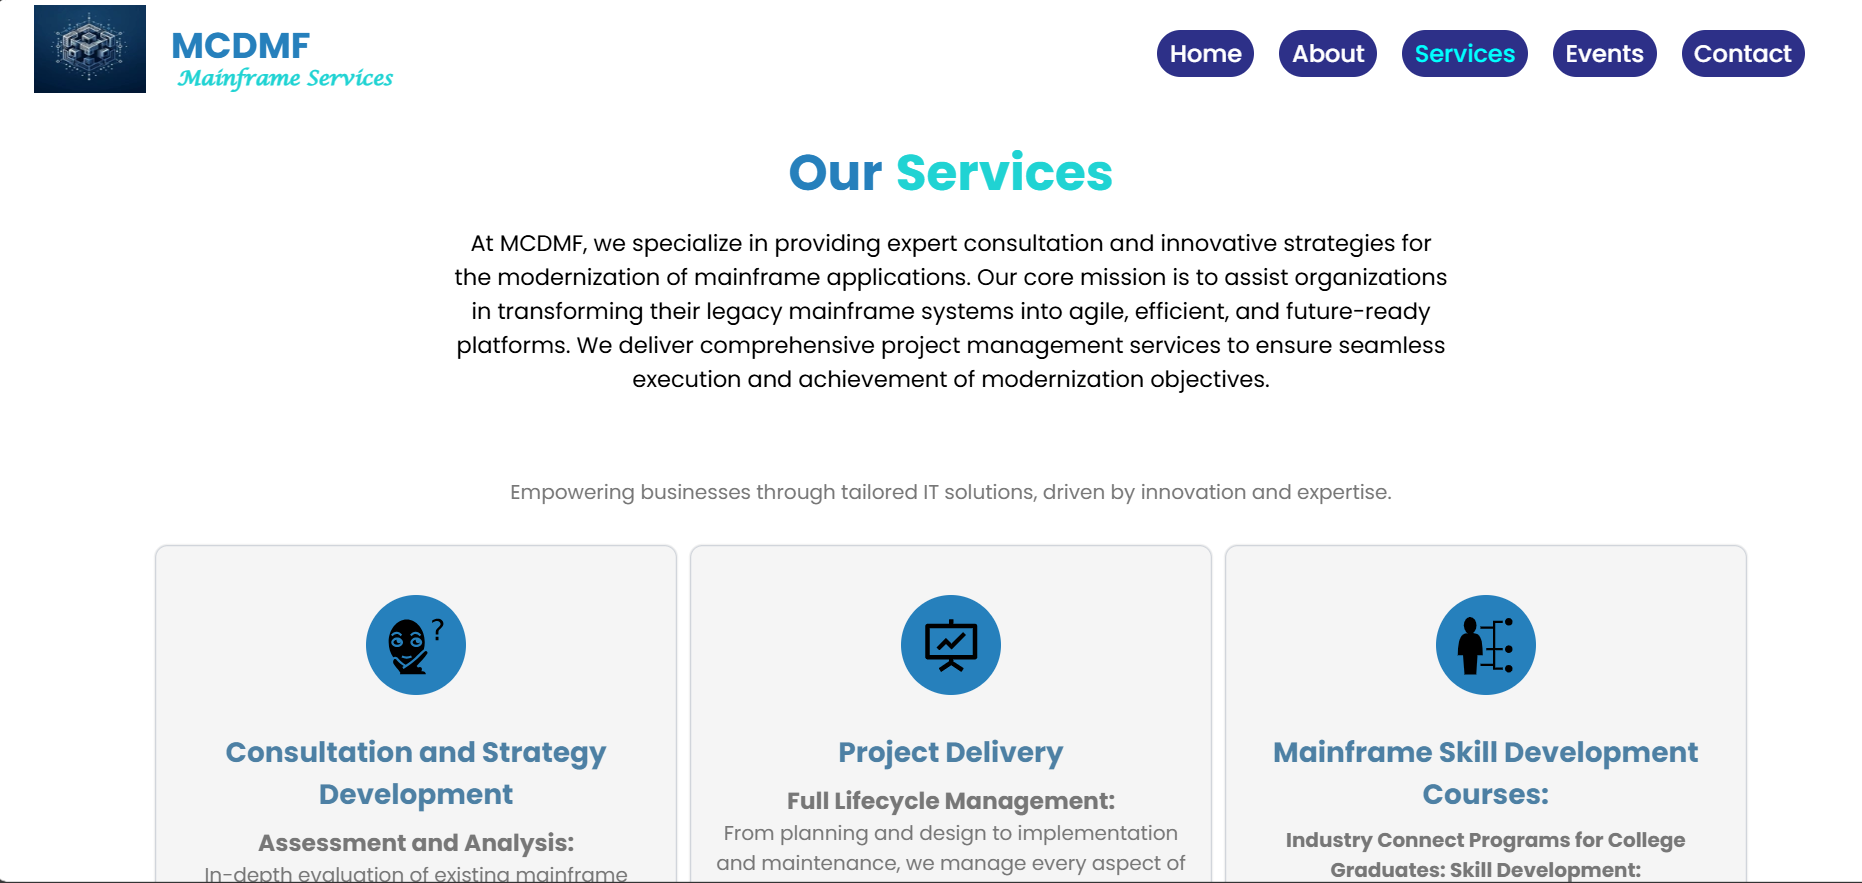 MCDMF
Mainframe Services
Home
About
Services
Events
Contact
Our Services
At MCDMF, we specialize in providing expert consultation and innovative strategies for
the modernization of mainframe applications. Our core mission is to assist organizations
in transforming their legacy mainframe systems into agile, efficient, and future-ready
platforms. We deliver comprehensive project management services to ensure seamless
execution and achievement of modernization objectives.
Empowering businesses through tailored IT solutions, driven by innovation and expertise.
?
Consultation and Strategy
Development
Assessment and Analysis:
In-depth evaluation of existing mainframe
Project Delivery
Full Lifecycle Management:
From planning and design to implementation
and maintenance, we manage every aspect of
Mainframe Skill Development
Courses:
Industry Connect Programs for College
Graduates: Skill Development: